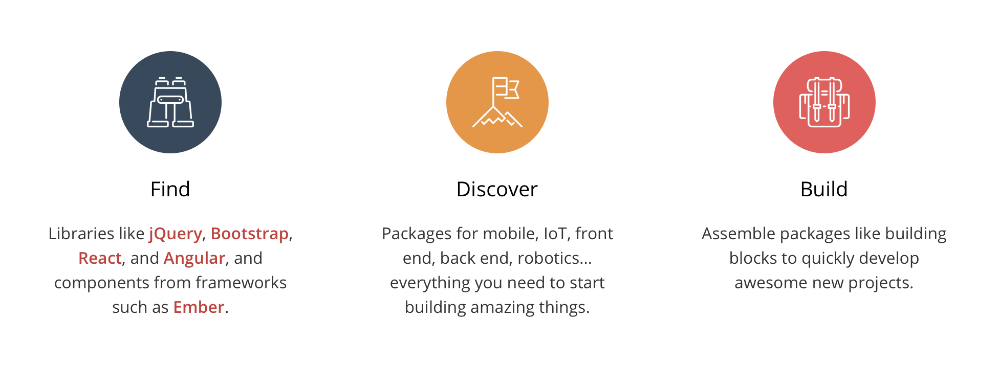 Find
Libraries like jQuery, Bootstrap,
React, and Angular, and
components from frameworks
such as Ember.
Discover
Packages for mobile, IoT, front
end, back end, robotics...
everything you need to start
building amazing things.
Build
Assemble packages like building
blocks to quickly develop
awesome new projects.